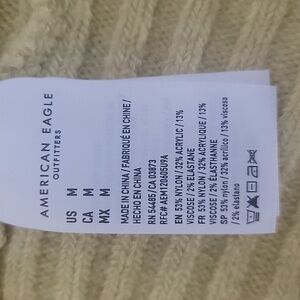 AMERICAN EAGLE
OUTFITTERS
US M
CA M
MX M
MADE IN CHINA / FABRIQUÉ EN CHINE /
HECHO EN CHINA
RN 54485 / CA 03873
RFC# AEM120605U9A
EN 53% NYLON / 32% ACRYLIC / 13%
VISCOSE / 2% ELASTANE
FR 53% NYLON / 32% ACRYLIQUE / 13%
VISCOSE / 2% ELASTHANNE
SP 53% nylon / 32% acrílico / 13% viscosa
/ 2% elastano